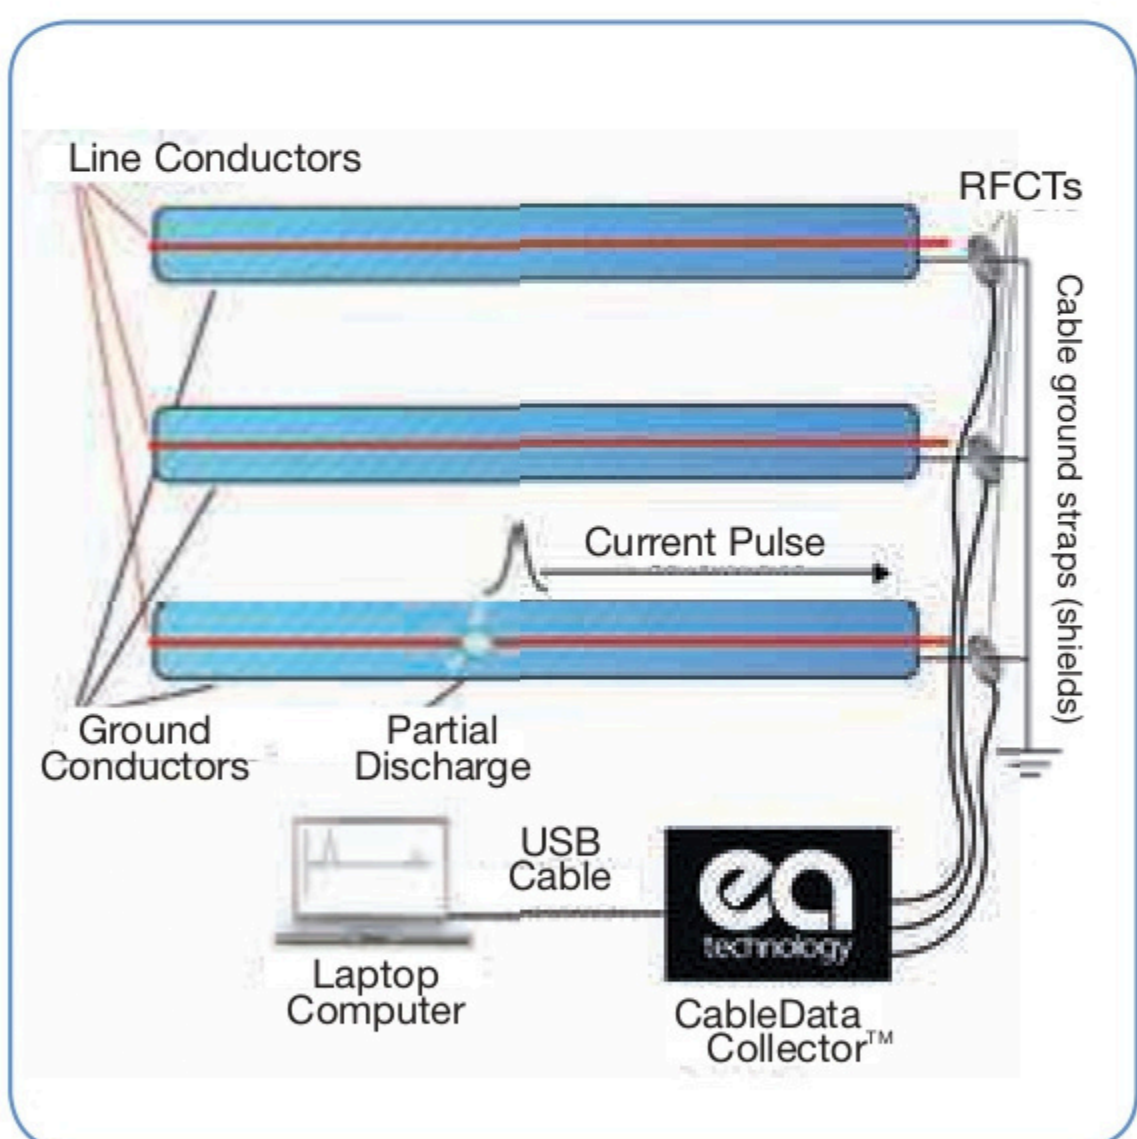 Line Conductors
RFCTs
Cable ground straps (shields)
Current Pulse
Ground
Conductors
Partial
Discharge
USB
Cable
ea
technology
Laptop
Computer
CableData
Collector™